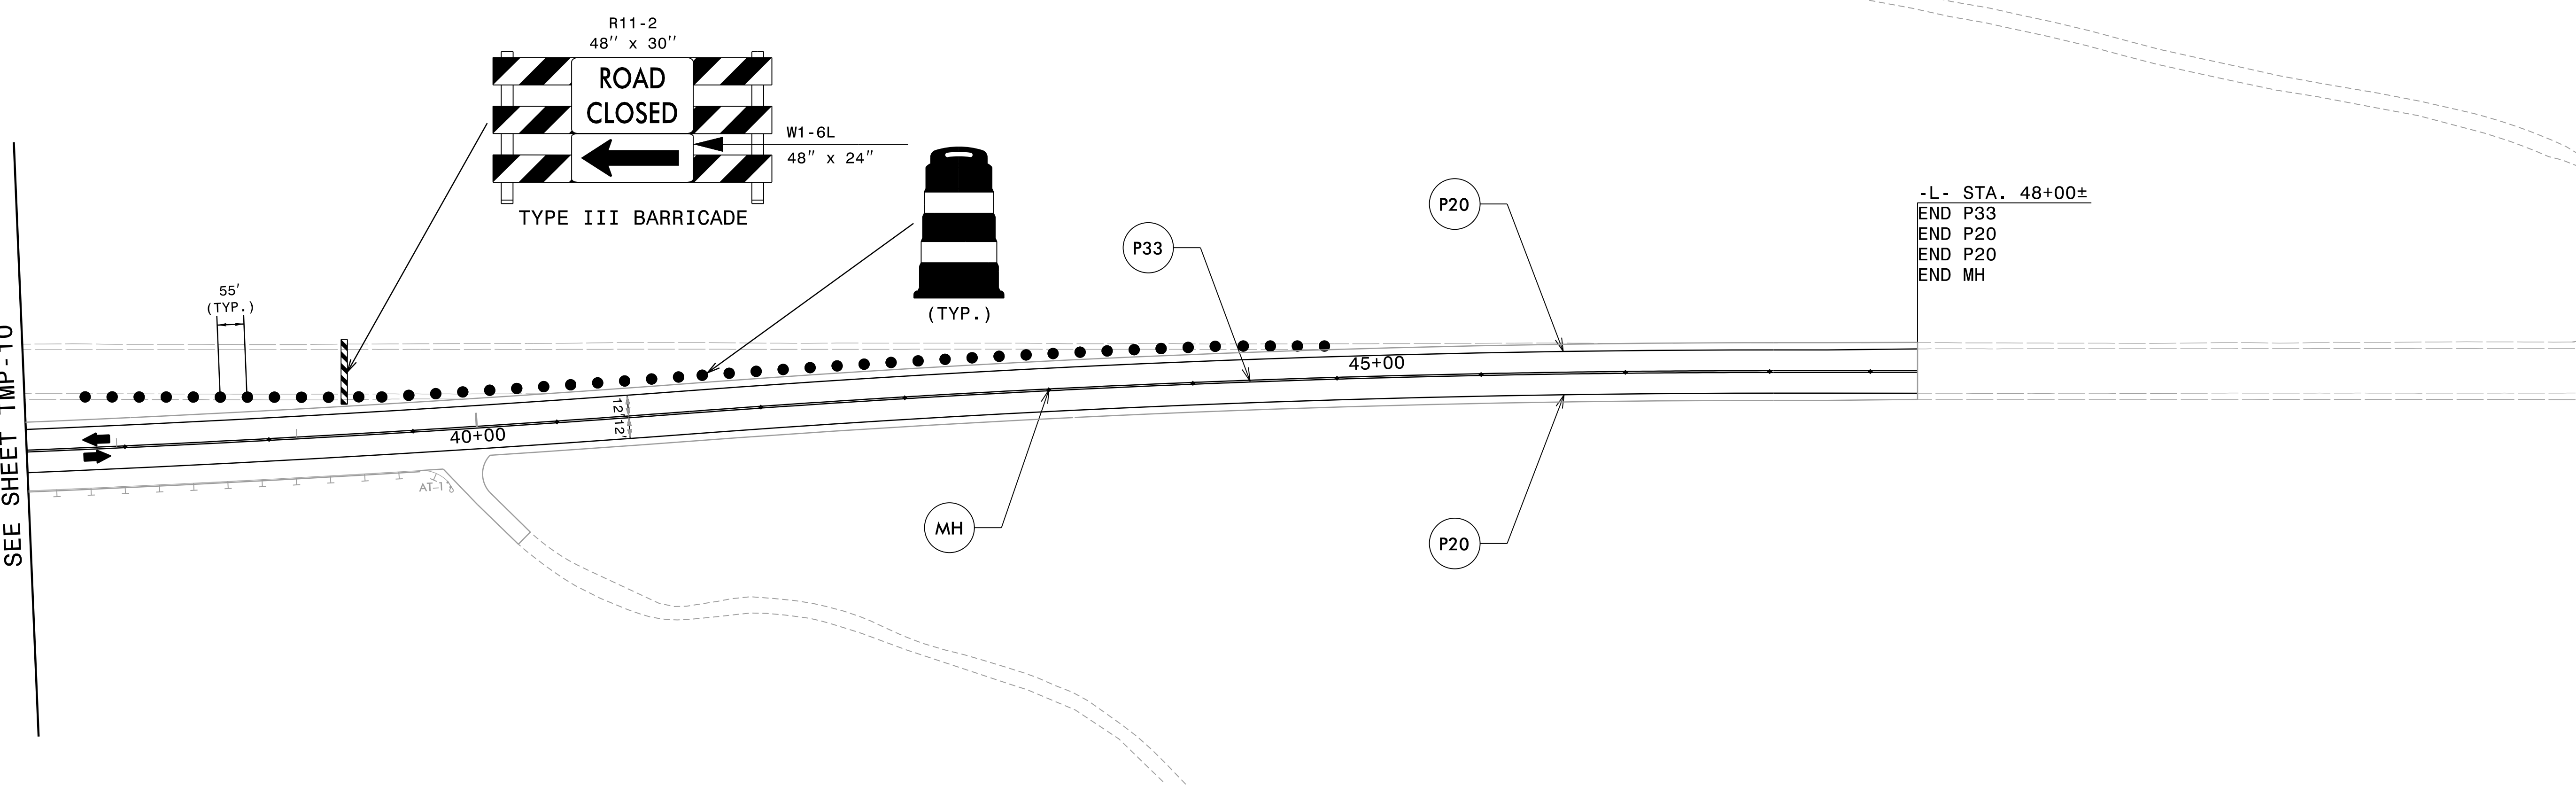 R11-2
48" x 30"
ROAD
CLOSED
W1-6L
48" x 24"
TYPE III BARRICADE
(TYP.)
P20
P33
-L- STA. 48+00±
END P33
END P20
END P20
END MH
55'
(TYP.)
45+00
12'
12'
40+00
AT-1
MH
P20
SEE SHEET TMP-10